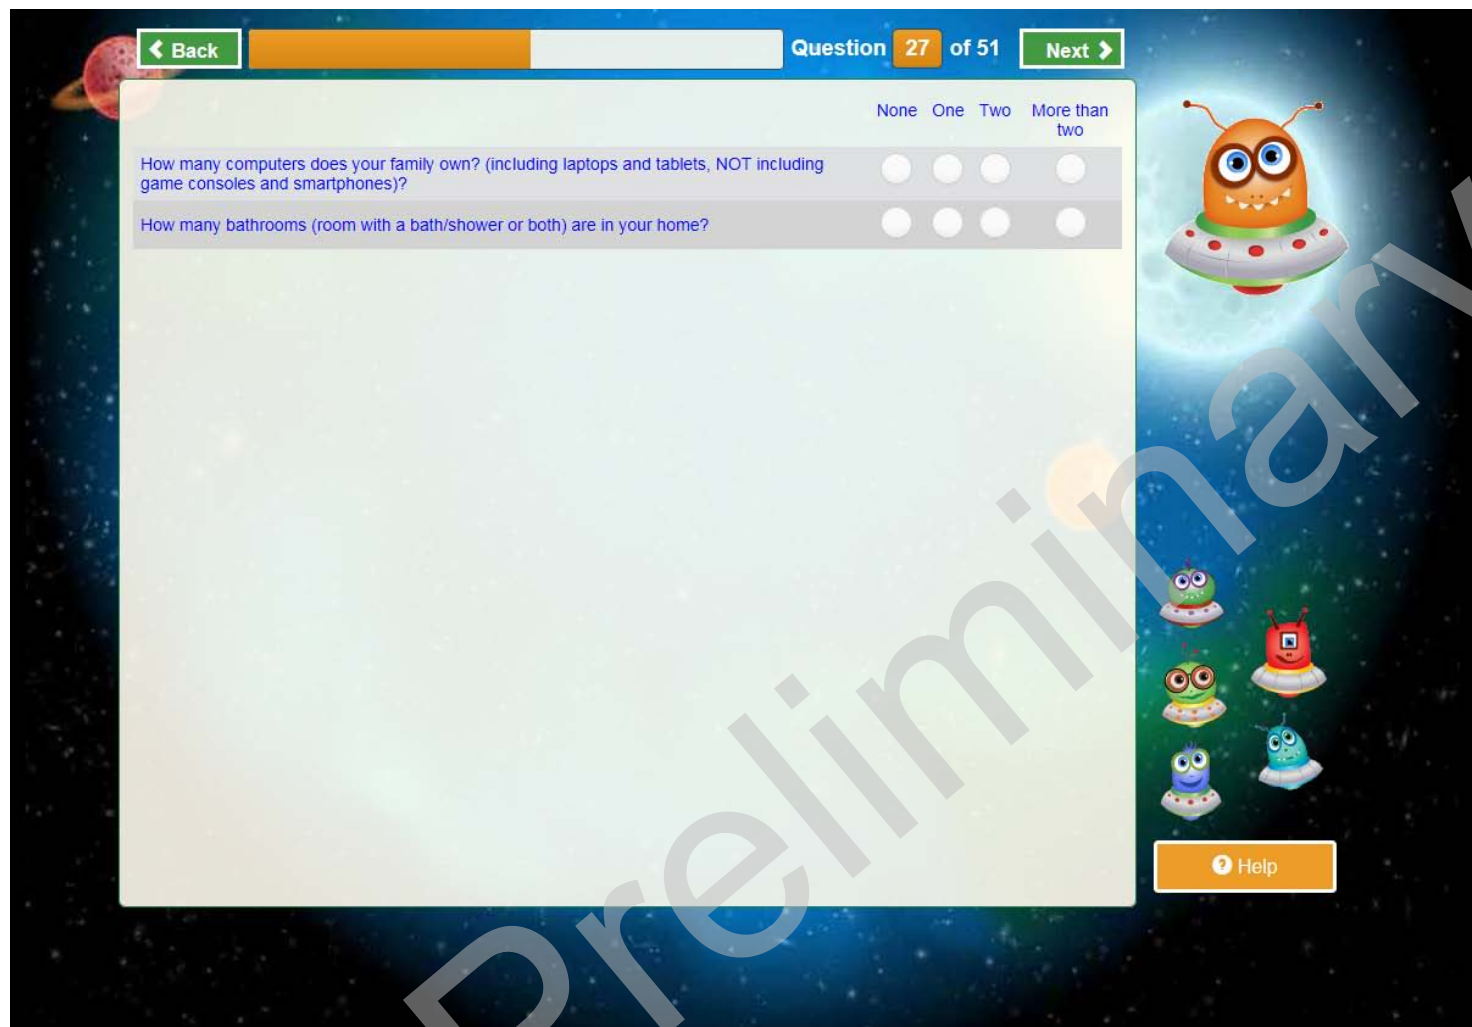 Back
Question 27 of 51
Next
None One Two More than
two
How many computers does your family own? (including laptops and tablets, NOT including
game consoles and smartphones)?
How many bathrooms (room with a bath/shower or both) are in your home?
Help
Preliminary